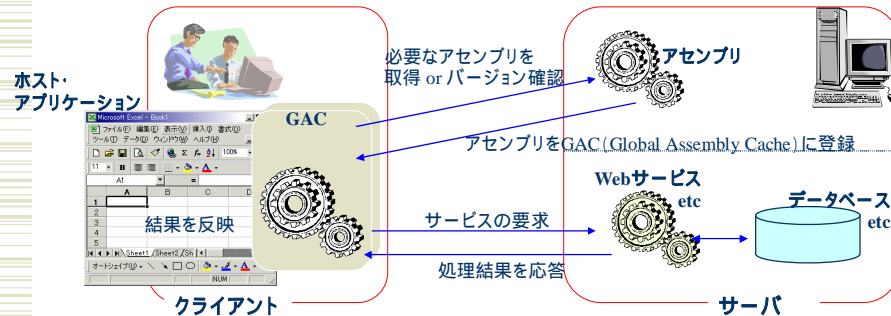 必要なアセンブリを
取得 or バージョン確認
アセンブリ
ホスト・
アプリケーション
Microsoft Excel - Book1
ファイル(F) 編集(E) 表示(V) 挿入(I) 書式(O)
ツール(T) データ(D) ウィンドウ(W) ヘルプ(H)
100%
11 B
A1 =
A B C D
1
2
3
4
5
GAC
アセンブリをGAC(Global Assembly Cache)に登録
結果を反映
Sheet1 Sheet2 Sh
オートシェイプ(U)
NUM
サービスの要求
処理結果を応答
Webサービス
etc
データベース
etc
クライアント
サーバ